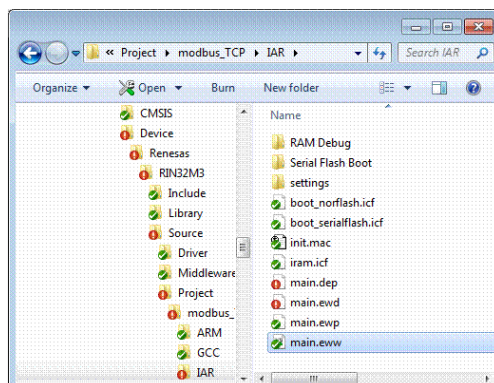 « Project ▸ modbus_TCP ▸ IAR ▸
Search IAR
Organize Open Burn New folder
CMSIS
Device
Renesas
RIN32M3
Include
Library
Source
Driver
Middleware
Project
modbus_
ARM
GCC
IAR
Name
RAM Debug
Serial Flash Boot
settings
boot_norflash.icf
boot_serialflash.icf
init.mac
iram.icf
main.dep
main.ewd
main.ewp
main.eww